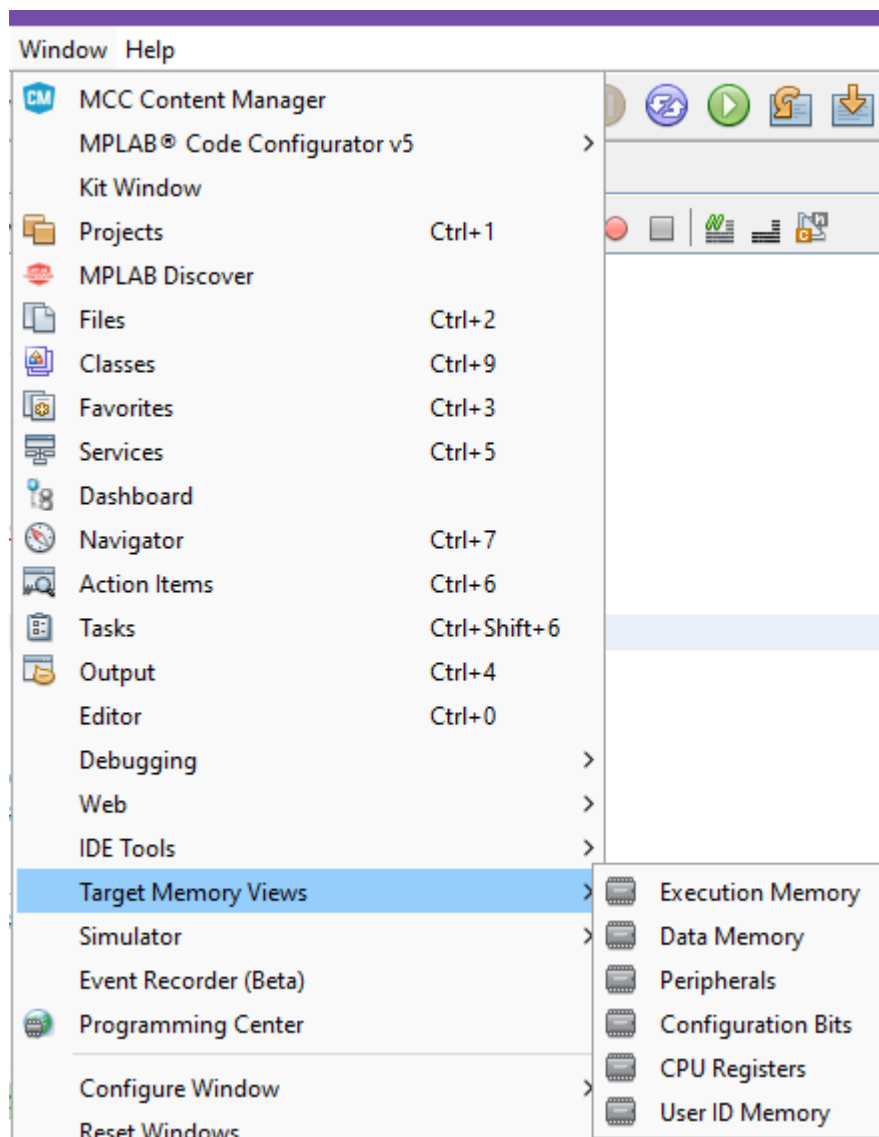 Window Help
CM MCC Content Manager
MPLAB® Code Configurator v5
Kit Window
Projects Ctrl+1
MPLAB Discover
Files Ctrl+2
Classes Ctrl+9
Favorites Ctrl+3
Services Ctrl+5
Dashboard
Navigator Ctrl+7
Action Items Ctrl+6
Tasks Ctrl+Shift+6
Output Ctrl+4
Editor Ctrl+0
Debugging
Web
IDE Tools
Target Memory Views
Simulator
Event Recorder (Beta)
Programming Center
Configure Window
Reset Windows
Execution Memory
Data Memory
Peripherals
Configuration Bits
CPU Registers
User ID Memory